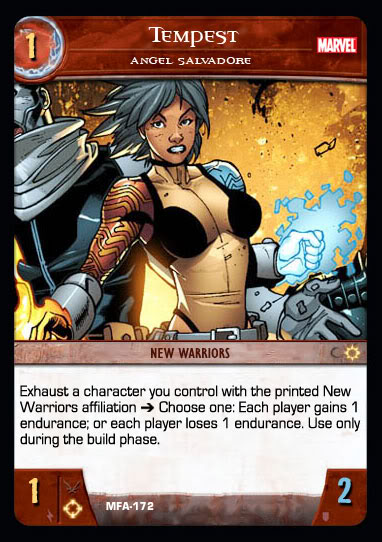 1
TEMPEST
MARVEL
ANGEL SALVADORE
NEW WARRIORS
C
Exhaust a character you control with the printed New
Warriors affiliation ➔ Choose one: Each player gains 1
endurance; or each player loses 1 endurance. Use only
during the build phase.
1
MFA-172
2